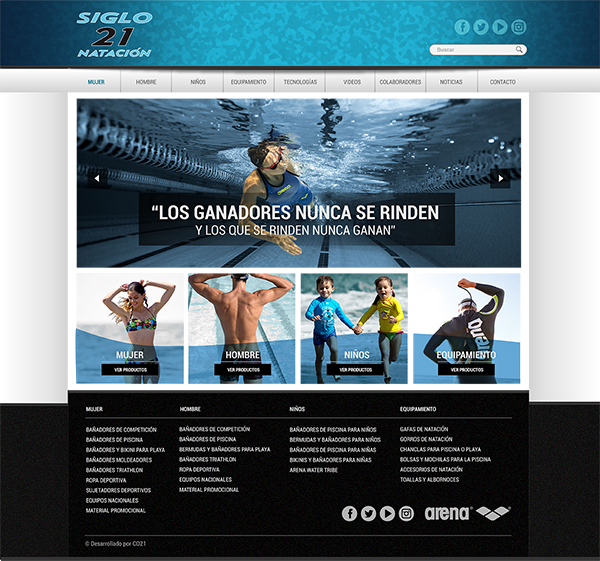 SIGLO
21
NATACIÓN
Buscar
MUJER HOMBRE NIÑOS EQUIPAMIENTO TECNOLOGÍAS VIDEOS COLABORADORES NOTICIAS CONTACTO
“LOS GANADORES NUNCA SE RINDEN
Y LOS QUE SE RINDEN NUNCA GANAN”
MUJER HOMBRE NIÑOS EQUIPAMIENTO
VER PRODUCTOS VER PRODUCTOS VER PRODUCTOS VER PRODUCTOS
MUJER
BAÑADORES DE COMPETICIÓN
BAÑADORES DE PISCINA
BAÑADORES Y BIKINI PARA PLAYA
BAÑADORES MOLDEADORES
BAÑADORES TRIATHLON
ROPA DEPORTIVA
SUJETADORES DEPORTIVOS
EQUIPOS NACIONALES
MATERIAL PROMOCIONAL
HOMBRE
BAÑADORES DE COMPETICIÓN
BAÑADORES DE PISCINA
BERMUDAS Y BAÑADORES PARA PLAYA
BAÑADORES TRIATHLON
ROPA DEPORTIVA
EQUIPOS NACIONALES
MATERIAL PROMOCIONAL
NIÑOS
BAÑADORES DE PISCINA PARA NIÑOS
BERMUDAS Y BAÑADORES PARA NIÑOS
BAÑADORES DE PISCINA PARA NIÑAS
BIKINIS Y BAÑADORES PARA NIÑAS
ARENA WATER TRIBE
EQUIPAMIENTO
GAFAS DE NATACIÓN
GORROS DE NATACIÓN
CHANCLAS PARA PISCINA O PLAYA
BOLSAS Y MOCHILAS PARA LA PISCINA
ACCESORIOS DE NATACIÓN
TOALLAS Y ALBORNOCES
arena®
© Desarrollado por CO21